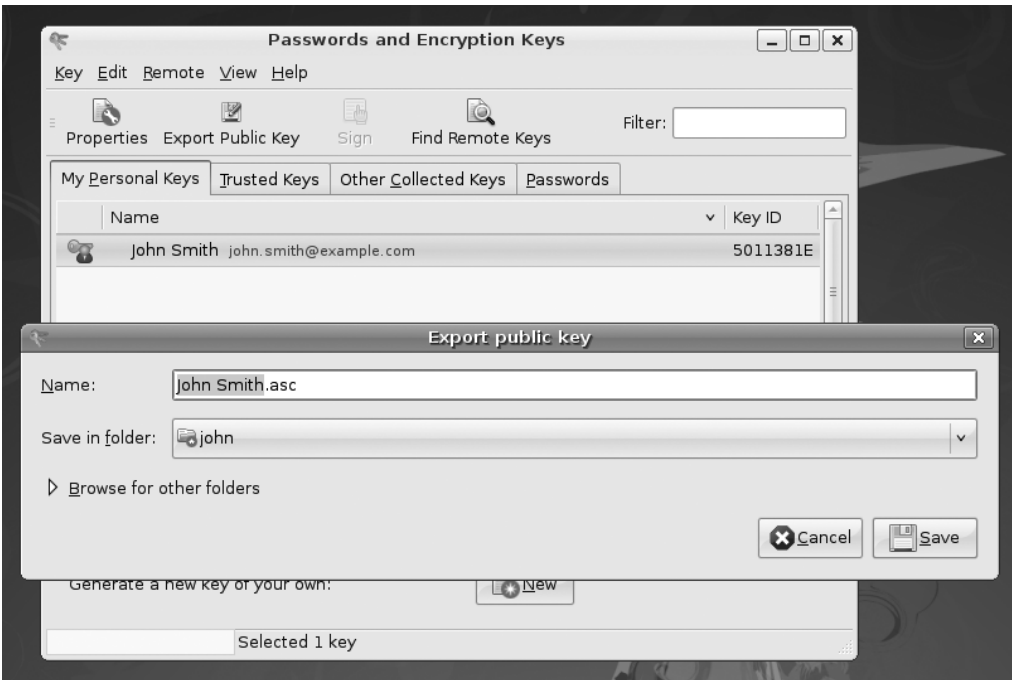 Passwords and Encryption Keys
Key Edit Remote View Help
Properties Export Public Key Sign Find Remote Keys Filter:
My Personal Keys Trusted Keys Other Collected Keys Passwords
Name Key ID
John Smith john.smith@example.com 5011381E
Export public key
Name: John Smith.asc
Save in folder: john
Browse for other folders
Cancel Save
Generate a new key of your own: New
Selected 1 key